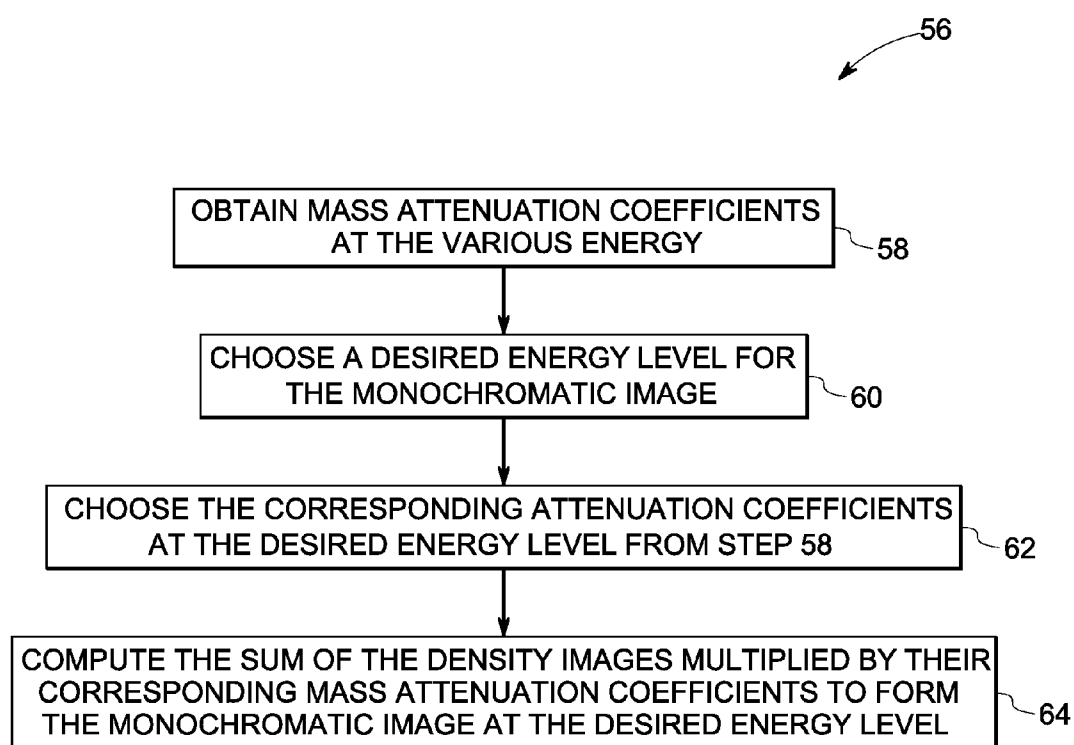 56
OBTAIN MASS ATTENUATION COEFFICIENTS
AT THE VARIOUS ENERGY
58
CHOOSE A DESIRED ENERGY LEVEL FOR
THE MONOCHROMATIC IMAGE
60
CHOOSE THE CORRESPONDING ATTENUATION COEFFICIENTS
AT THE DESIRED ENERGY LEVEL FROM STEP 58
62
COMPUTE THE SUM OF THE DENSITY IMAGES MULTIPLIED BY THEIR
CORRESPONDING MASS ATTENUATION COEFFICIENTS TO FORM
THE MONOCHROMATIC IMAGE AT THE DESIRED ENERGY LEVEL
64